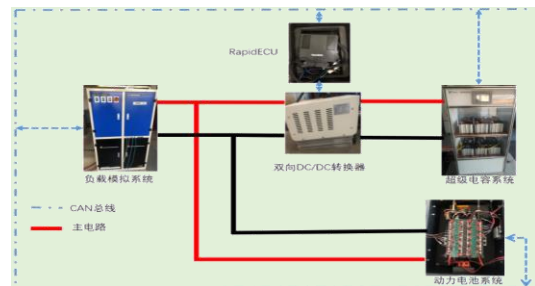 RapidECU
负载模拟系统
双向DC/DC转换器
超级电容系统
CAN总线
主电路
动力电池系统